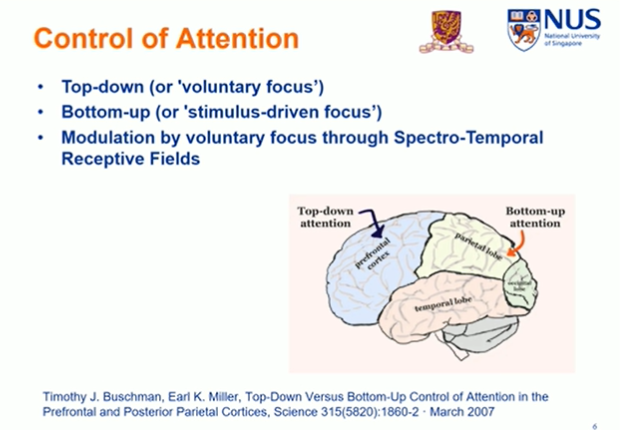 Control of Attention
NUS
National University
of Singapore
• Top-down (or 'voluntary focus’)
• Bottom-up (or 'stimulus-driven focus’)
• Modulation by voluntary focus through Spectro-Temporal
Receptive Fields
Top-down
attention
Bottom-up
attention
prefrontal
cortex
parietal lobe
occipital
lobe
temporal lobe
Timothy J. Buschman, Earl K. Miller, Top-Down Versus Bottom-Up Control of Attention in the
Prefrontal and Posterior Parietal Cortices, Science 315(5820):1860-2 · March 2007
6